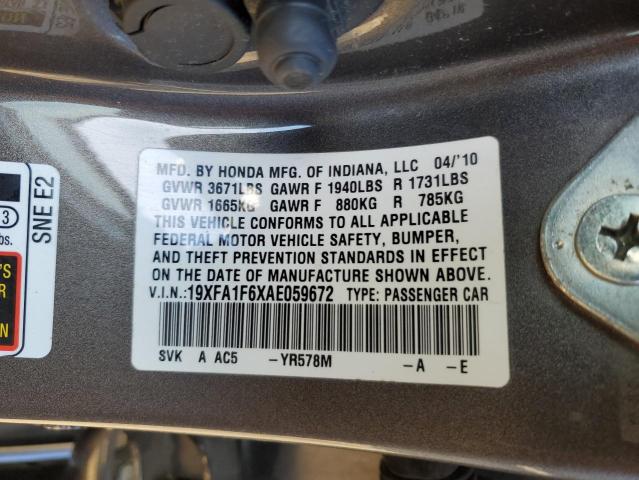 MFD. BY HONDA MFG. OF INDIANA, LLC 04/'10
GVWR 3671LBS GAWR F 1940LBS R 1731LBS
GVWR 1665KG GAWR F 880KG R 785KG
THIS VEHICLE CONFORMS TO ALL APPLICABLE
FEDERAL MOTOR VEHICLE SAFETY, BUMPER,
AND THEFT PREVENTION STANDARDS IN EFFECT
ON THE DATE OF MANUFACTURE SHOWN ABOVE.
V.I.N.:19XFA1F6XAE059672 TYPE: PASSENGER CAR
SVK A AC5 -YR578M -A -E
SNE E2
3
bs.
'S
R
N